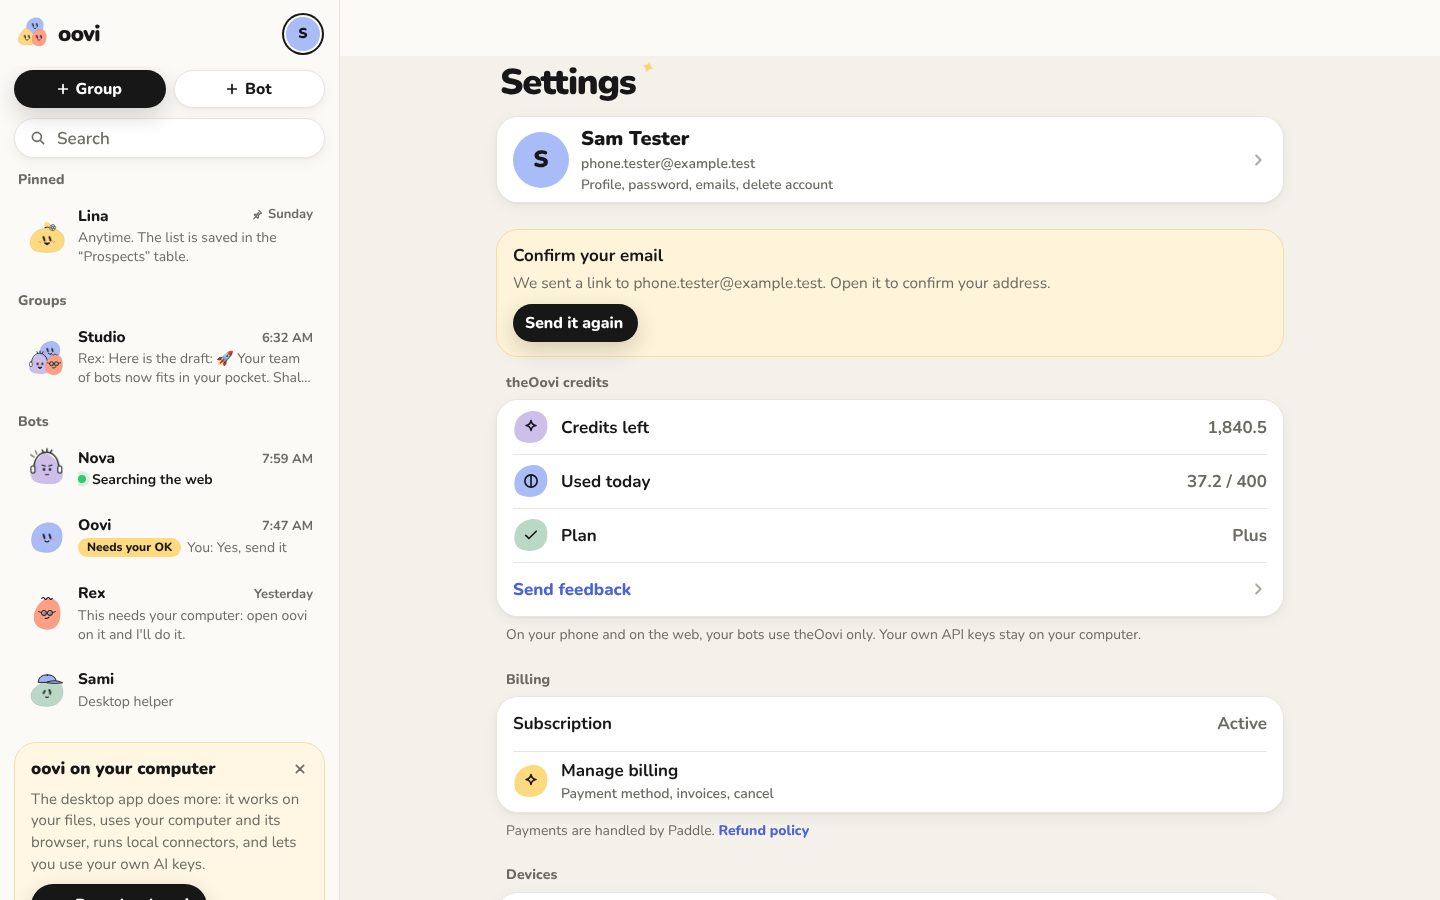 oovi
S
+ Group
+ Bot
Search
Pinned
Lina
Sunday
Anytime. The list is saved in the
“Prospects” table.
Groups
Studio
6:32 AM
Rex: Here is the draft: 🚀 Your team
of bots now fits in your pocket. Shal...
Bots
Nova
7:59 AM
Searching the web
Oovi
7:47 AM
Needs your OK
You: Yes, send it
Rex
Yesterday
This needs your computer: open oovi
on it and I'll do it.
Sami
Desktop helper
oovi on your computer
The desktop app does more: it works on
your files, uses your computer and its
browser, runs local connectors, and lets
you use your own AI keys.
Settings
S
Sam Tester
phone.tester@example.test
Profile, password, emails, delete account
Confirm your email
We sent a link to phone.tester@example.test. Open it to confirm your address.
Send it again
theOovi credits
Credits left
1,840.5
Used today
37.2 / 400
Plan
Plus
Send feedback
On your phone and on the web, your bots use theOovi only. Your own API keys stay on your computer.
Billing
Subscription
Active
Manage billing
Payment method, invoices, cancel
Payments are handled by Paddle. Refund policy
Devices